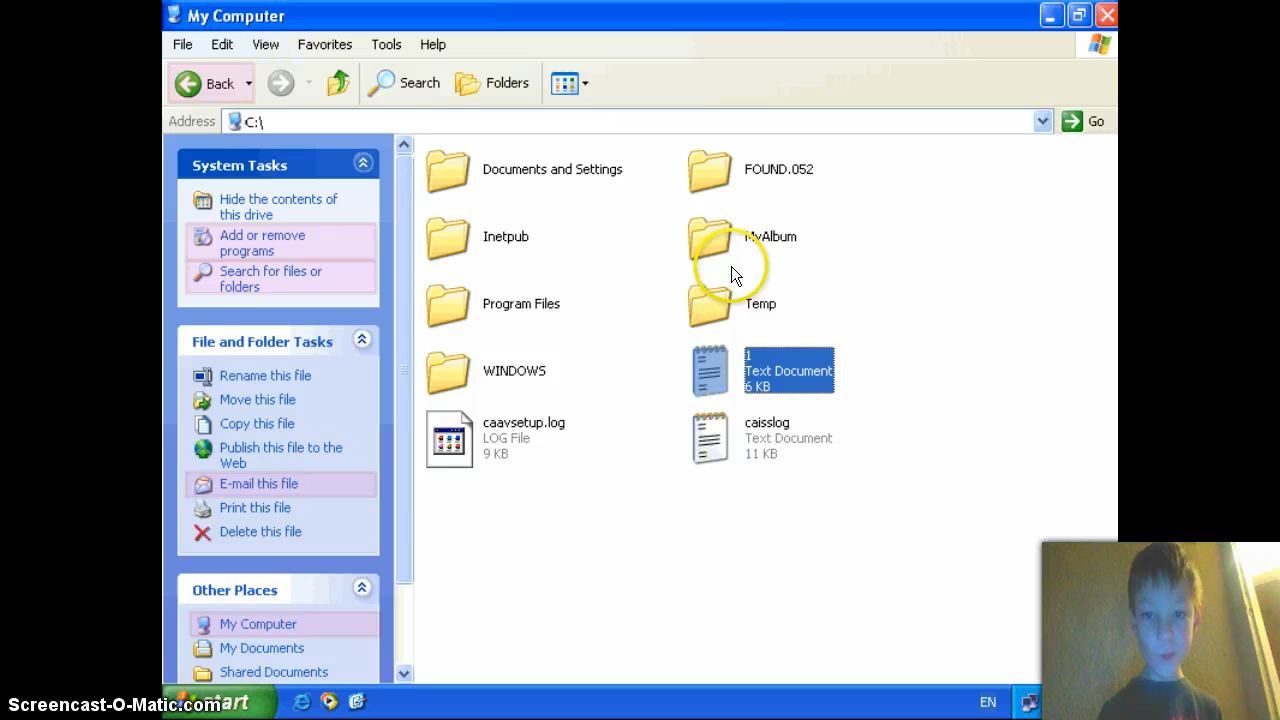 My Computer
File Edit View Favorites Tools Help
Back Search Folders
Address C:\ Go
System Tasks
Hide the contents of
this drive
Add or remove
programs
Search for files or
folders
File and Folder Tasks
Rename this file
Move this file
Copy this file
Publish this file to the
Web
E-mail this file
Print this file
Delete this file
Other Places
My Computer
My Documents
Shared Documents
Documents and Settings
FOUND.052
Inetpub
MyAlbum
Program Files
Temp
WINDOWS
1
Text Document
6 KB
caavsetup.log
LOG File
9 KB
caisslog
Text Document
11 KB
start
EN
Screencast-O-Matic.com